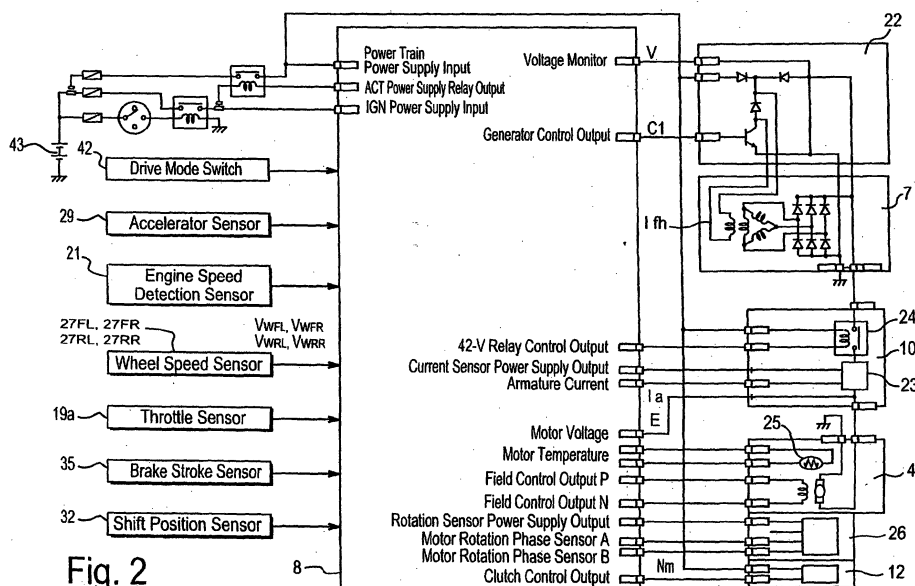 22
Power Train
Power Supply Input
Voltage Monitor
V
ACT Power Supply Relay Output
IGN Power Supply Input
Generator Control Output
C1
43
42
Drive Mode Switch
7
29
Accelerator Sensor
I fh
21
Engine Speed
Detection Sensor
27FL, 27FR
27RL, 27RR
VWFL, VWFR
VWRL, VWRR
24
42-V Relay Control Output
10
Wheel Speed Sensor
Current Sensor Power Supply Output
23
Armature Current
Ia
19a
Throttle Sensor
E
Motor Voltage
25
Motor Temperature
35
Brake Stroke Sensor
4
Field Control Output P
Field Control Output N
32
Shift Position Sensor
Rotation Sensor Power Supply Output
Motor Rotation Phase Sensor A
26
Motor Rotation Phase Sensor B
Fig. 2
8
Clutch Control Output
Nm
12